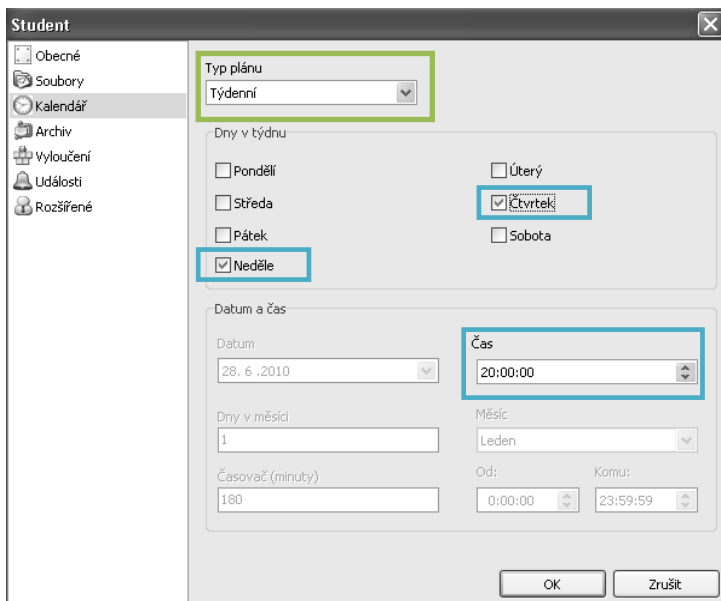 Student
Obecné
Soubory
Kalendář
Archiv
Vyloučení
Události
Rozšířené
Typ plánu
Týdenní
Dny v týdnu
Pondělí
Úterý
Středa
Čtvrtek
Pátek
Sobota
Neděle
Datum a čas
Datum
Čas
28. 6 .2010
20:00:00
Dny v měsíci
Měsíc
1
Leden
Časovač (minuty)
Od:
Komu:
180
0:00:00
23:59:59
OK
Zrušit